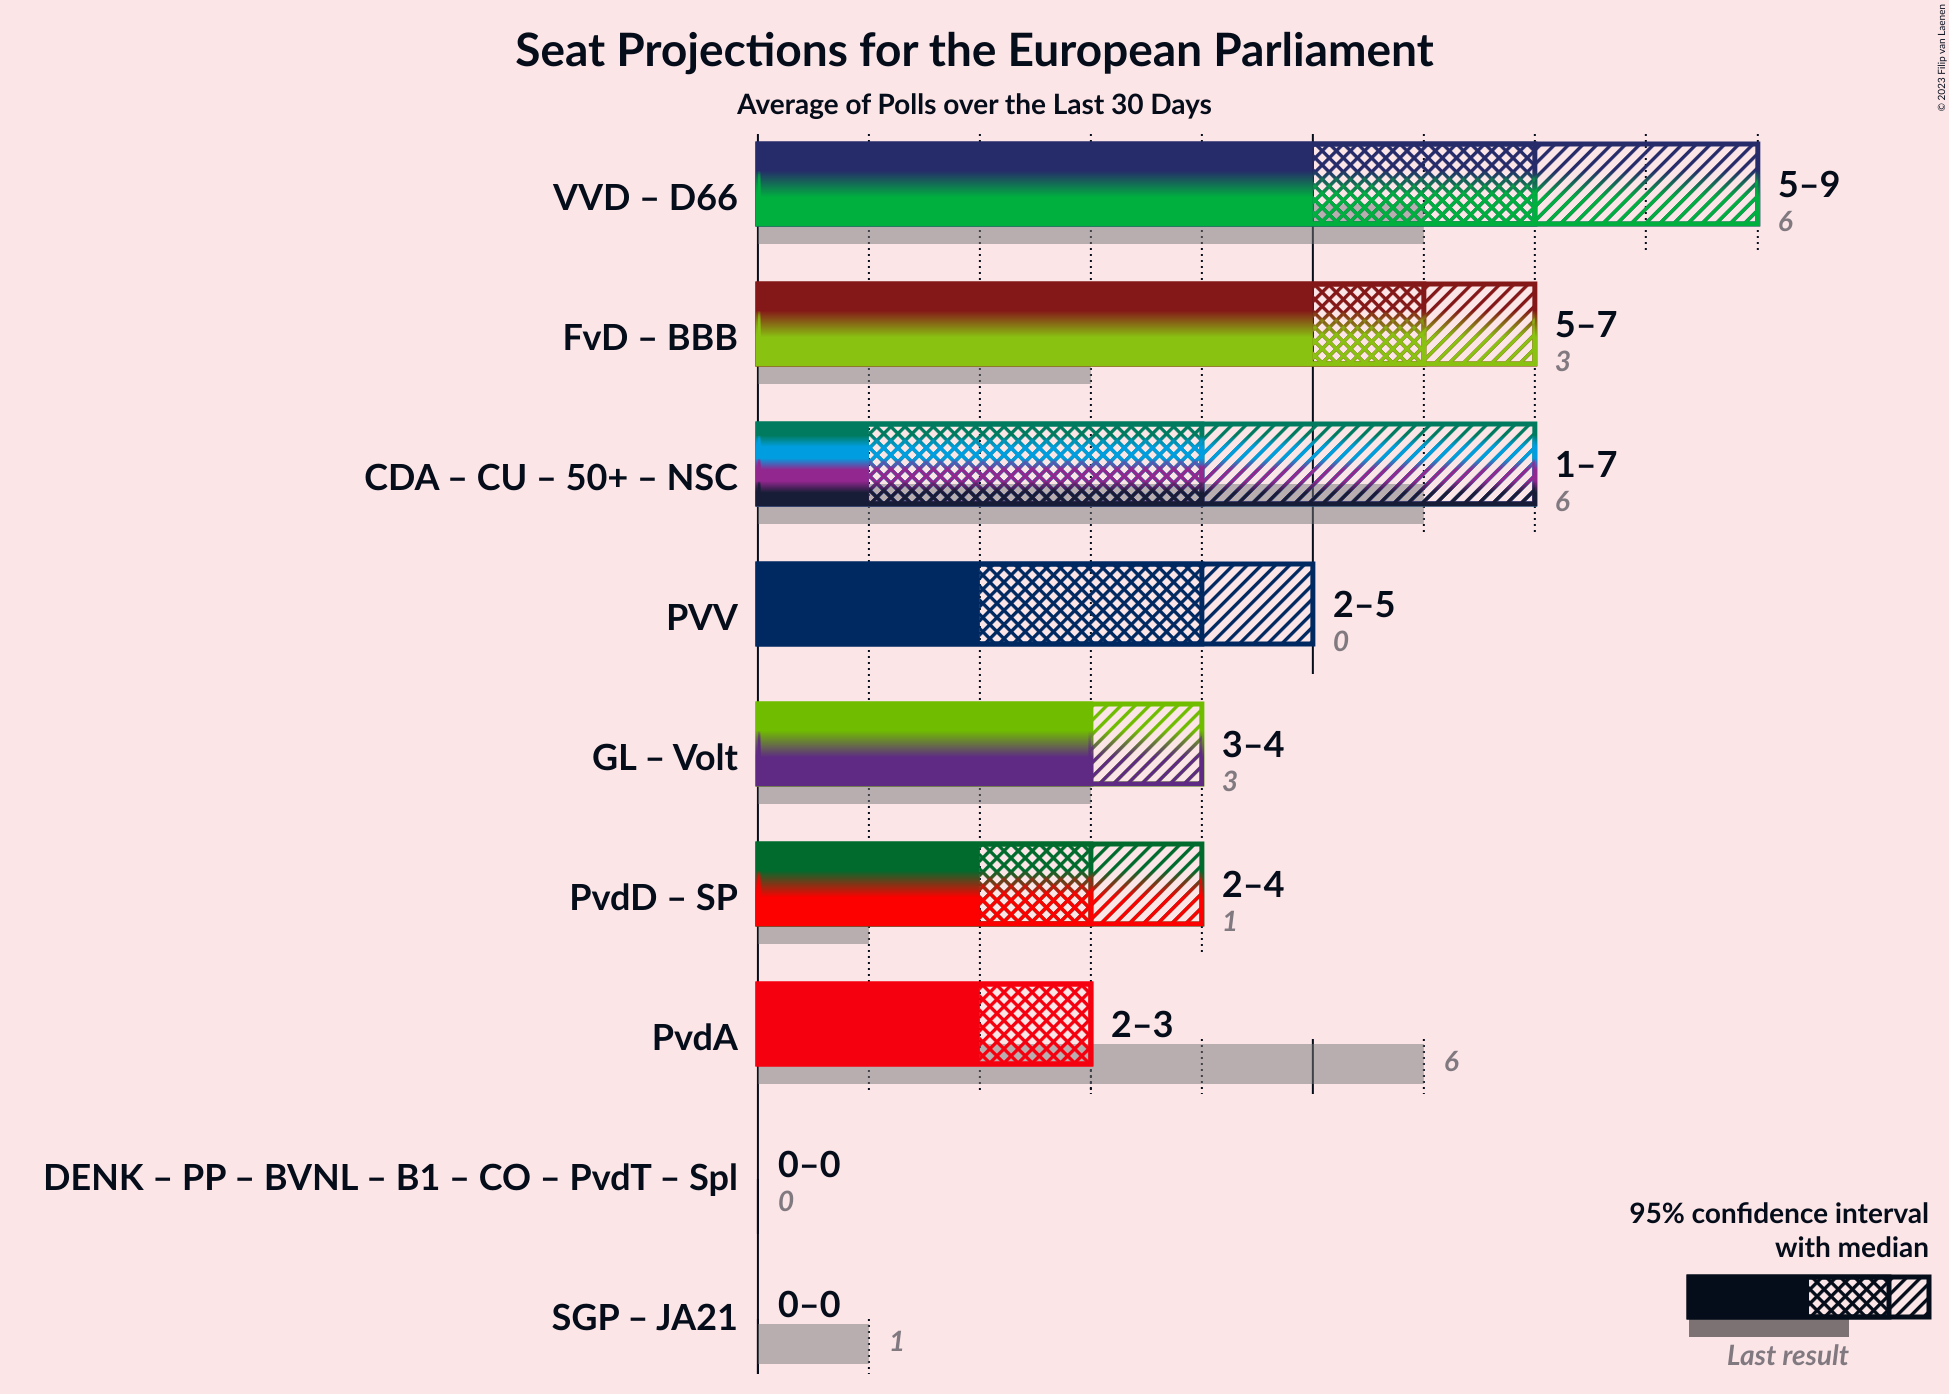 Seat Projections for the European Parliament
Average of Polls over the Last 30 Days
© 2023 Filip van Laenen
VVD – D66
5–9
6
FvD – BBB
5–7
3
CDA – CU – 50+ – NSC
1–7
6
PVV
2–5
0
GL – Volt
3–4
3
PvdD – SP
2–4
1
PvdA
2–3
6
DENK – PP – BVNL – B1 – CO – PvdT – Spl
0–0
0
SGP – JA21
0–0
1
95% confidence interval
with median
Last result